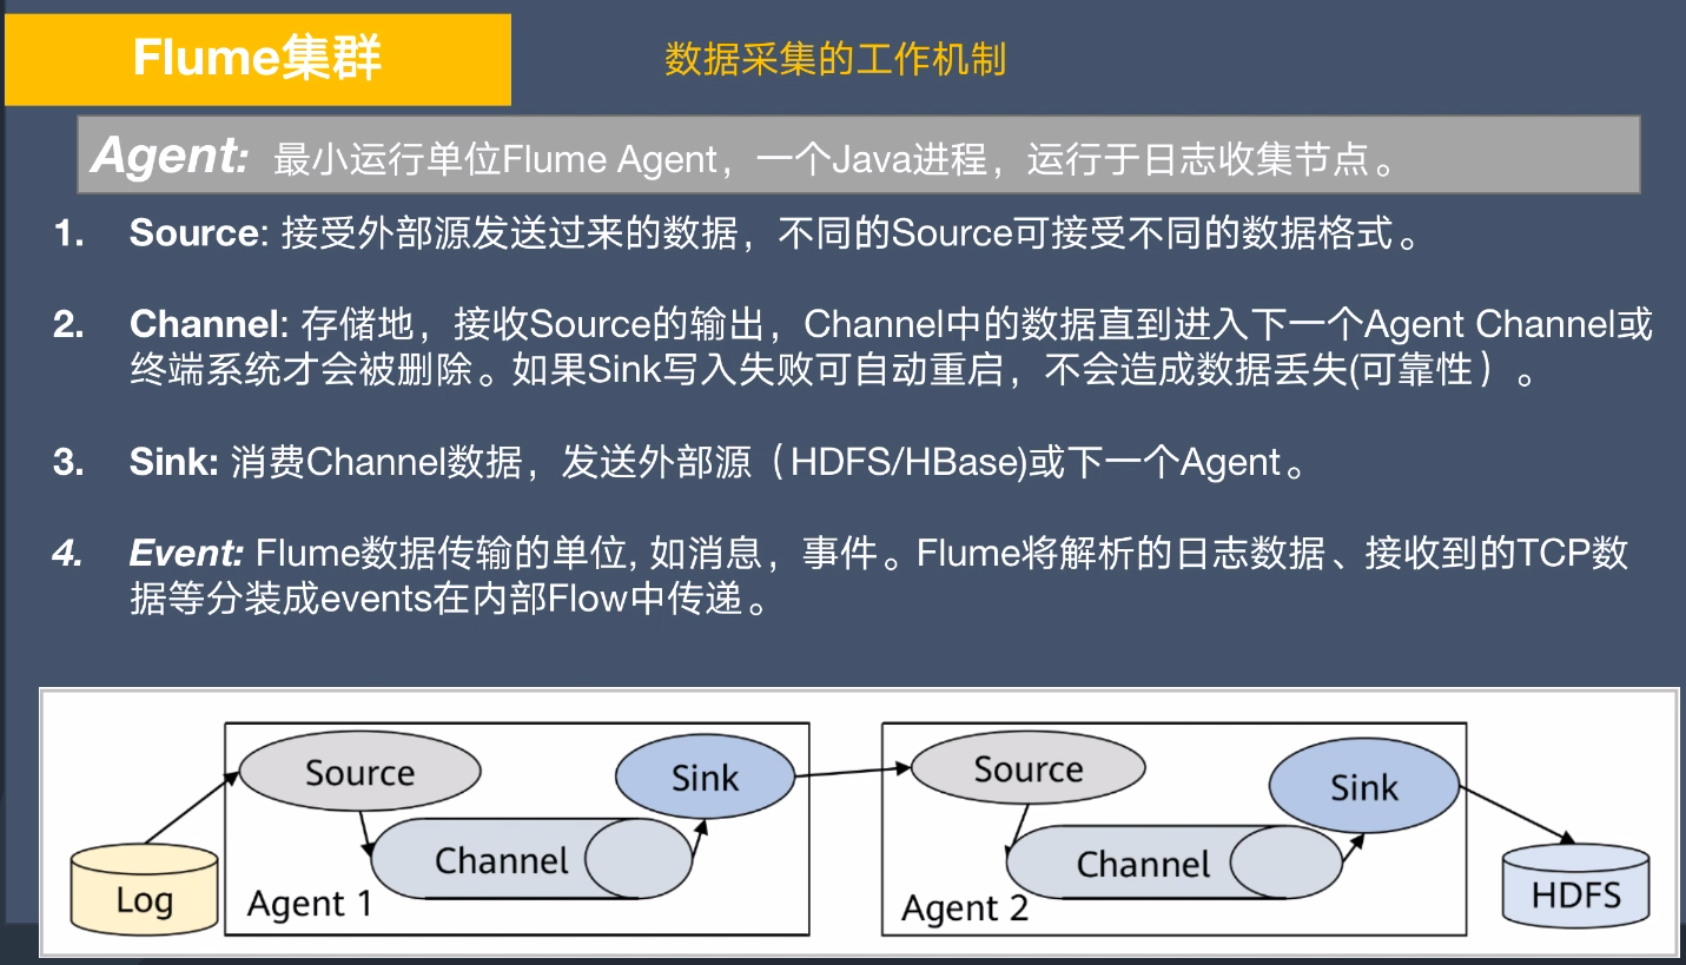 Flume集群
数据采集的工作机制
Agent: 最小运行单位Flume Agent，一个Java进程，运行于日志收集节点。
1. Source: 接受外部源发送过来的数据，不同的Source可接受不同的数据格式。
2. Channel: 存储地，接收Source的输出，Channel中的数据直到进入下一个Agent Channel或
终端系统才会被删除。如果Sink写入失败可自动重启，不会造成数据丢失(可靠性）。
3. Sink: 消费Channel数据，发送外部源（HDFS/HBase)或下一个Agent。
4. Event: Flume数据传输的单位, 如消息，事件。Flume将解析的日志数据、接收到的TCP数
据等分装成events在内部Flow中传递。
Source
Sink
Channel
Log
Agent 1
Source
Sink
Channel
Agent 2
HDFS